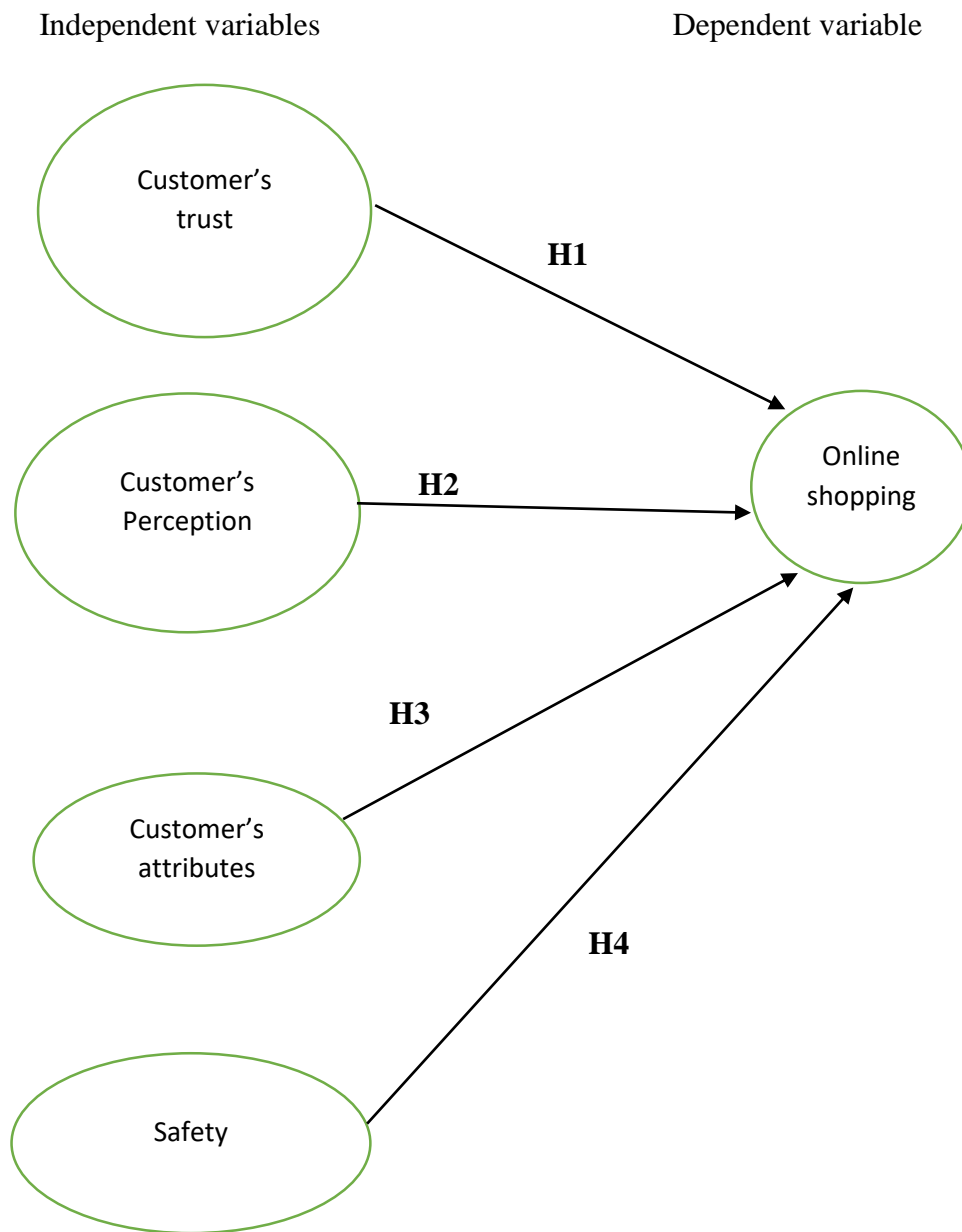 Independent variables
Dependent variable
Customer’s
trust
H1
Customer’s
Perception
H2
Online
shopping
H3
Customer’s
attributes
H4
Safety